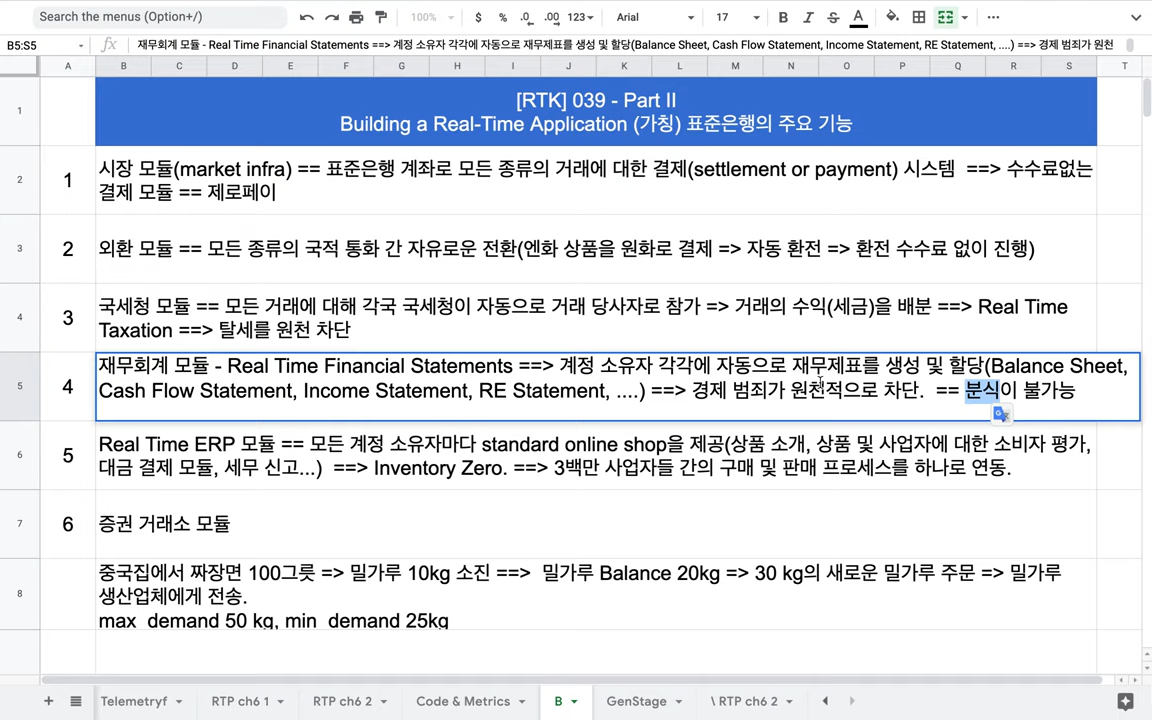 Search the menus (Option+/)
100%
$ % .0 .00 123
Arial
17
B I S A
B5:S5
fx 재무회계 모듈 - Real Time Financial Statements ==> 계정 소유자 각각에 자동으로 재무제표를 생성 및 할당(Balance Sheet, Cash Flow Statement, Income Statement, RE Statement, ....) ==> 경제 범죄가 원천
A B C D E F G H I J K L M N O P Q R S T
1
[RTK] 039 - Part II
Building a Real-Time Application (가칭) 표준은행의 주요 기능
2
1
시장 모듈(market infra) == 표준은행 계좌로 모든 종류의 거래에 대한 결제(settlement or payment) 시스템 ==> 수수료없는
결제 모듈 == 제로페이
3
2
외환 모듈 == 모든 종류의 국적 통화 간 자유로운 전환(엔화 상품을 원화로 결제 => 자동 환전 => 환전 수수료 없이 진행)
4
3
국세청 모듈 == 모든 거래에 대해 각국 국세청이 자동으로 거래 당사자로 참가 => 거래의 수익(세금)을 배분 ==> Real Time
Taxation ==> 탈세를 원천 차단
5
4
재무회계 모듈 - Real Time Financial Statements ==> 계정 소유자 각각에 자동으로 재무제표를 생성 및 할당(Balance Sheet,
Cash Flow Statement, Income Statement, RE Statement, ....) ==> 경제 범죄가 원천적으로 차단. == 분식이 불가능
6
5
Real Time ERP 모듈 == 모든 계정 소유자마다 standard online shop을 제공(상품 소개, 상품 및 사업자에 대한 소비자 평가,
대금 결제 모듈, 세무 신고...) ==> Inventory Zero. ==> 3백만 사업자들 간의 구매 및 판매 프로세스를 하나로 연동.
7
6
증권 거래소 모듈
8
중국집에서 짜장면 100그릇 => 밀가루 10kg 소진 ==> 밀가루 Balance 20kg => 30 kg의 새로운 밀가루 주문 => 밀가루
생산업체에게 전송.
max demand 50 kg, min demand 25kg
Telemetryf
RTP ch6 1
RTP ch6 2
Code & Metrics
B
GenStage
\ RTP ch6 2